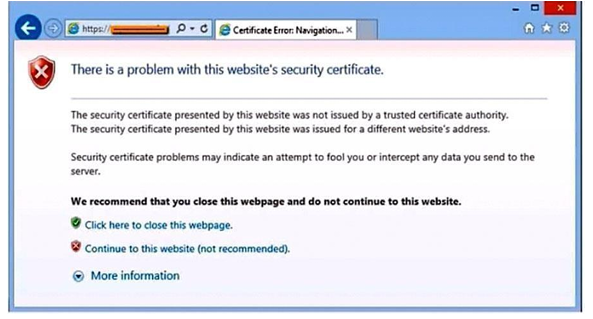 https://
Certificate Error: Navigation...
There is a problem with this website's security certificate.
The security certificate presented by this website was not issued by a trusted certificate authority.
The security certificate presented by this website was issued for a different website's address.
Security certificate problems may indicate an attempt to fool you or intercept any data you send to the
server.
We recommend that you close this webpage and do not continue to this website.
Click here to close this webpage.
Continue to this website (not recommended).
More information